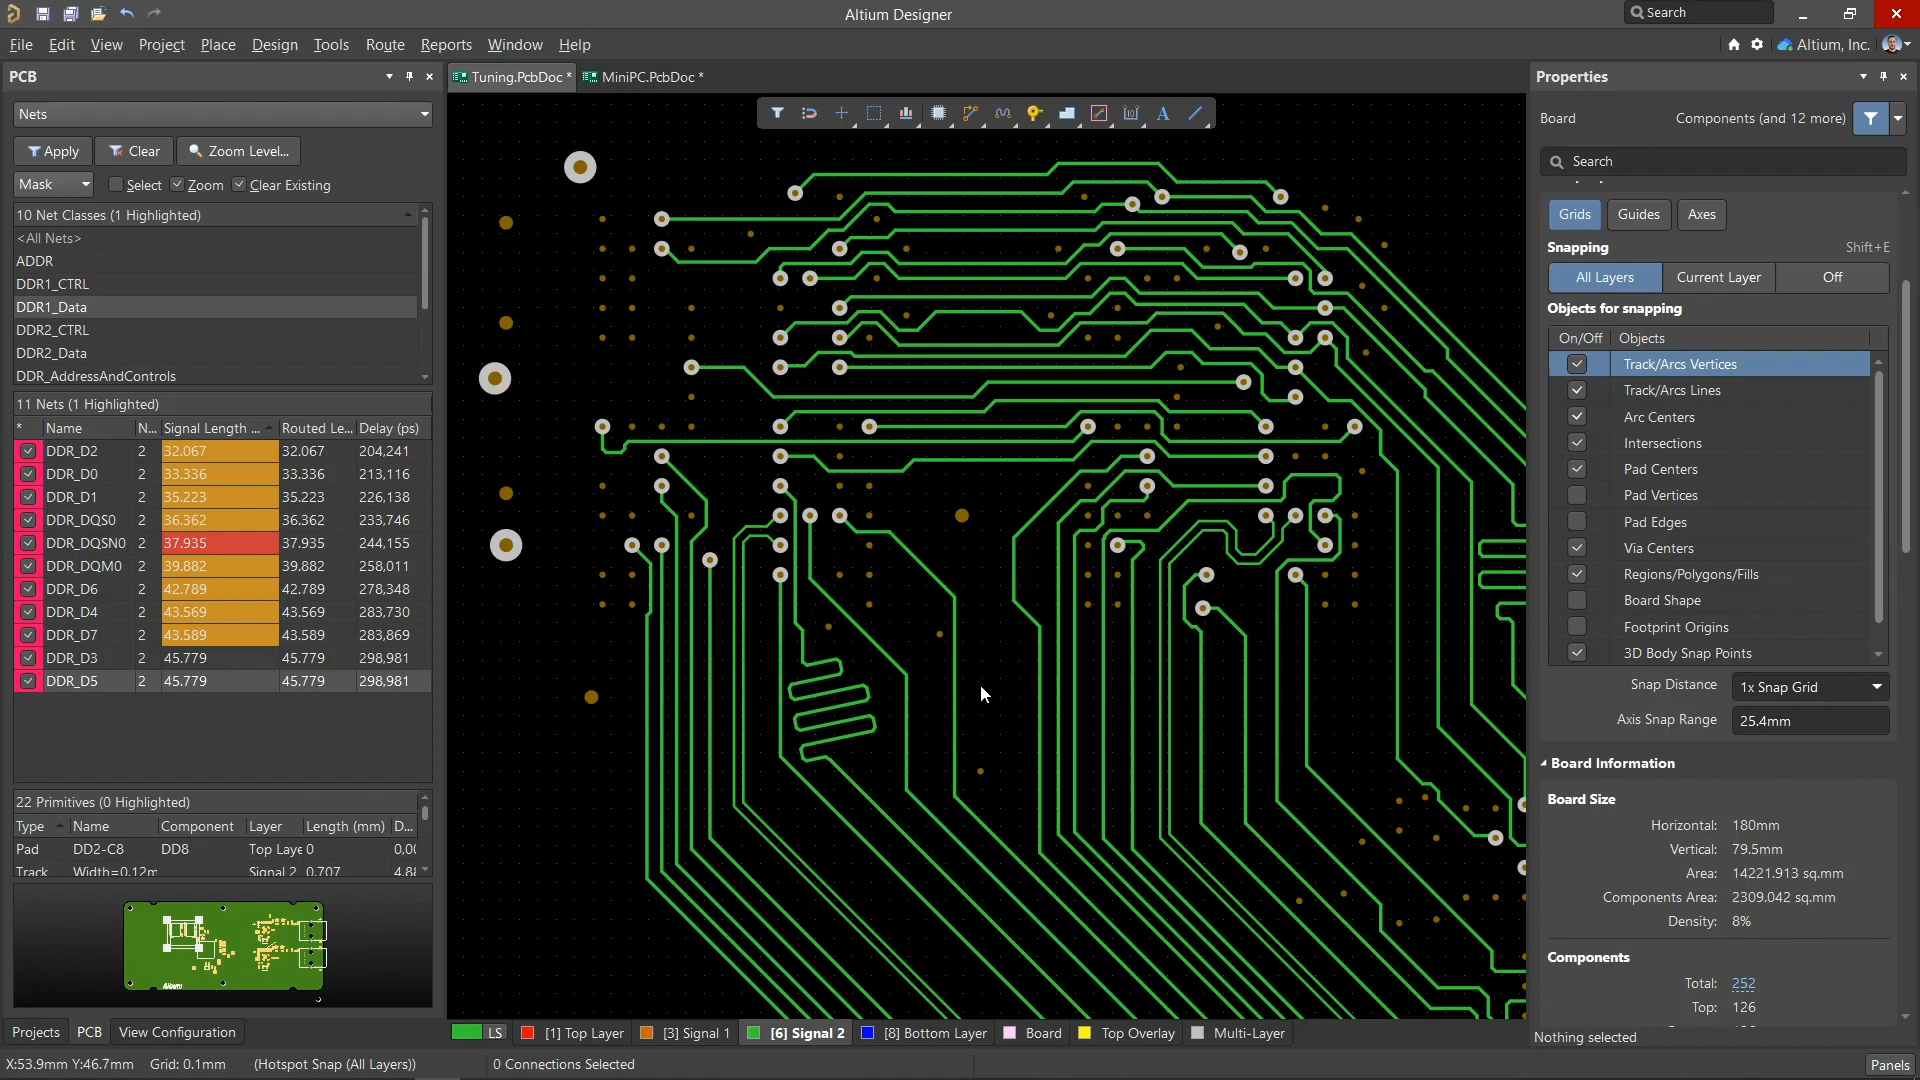 Altium Designer
Search
File Edit View Project Place Design Tools Route Reports Window Help
Altium, Inc.
PCB
Tuning.PcbDoc *
MiniPC.PcbDoc *
Properties
Nets
Board
Components (and 12 more)
Apply
Clear
Zoom Level...
Search
Mask
Select
Zoom
Clear Existing
10 Net Classes (1 Highlighted)
<All Nets>
ADDR
DDR1_CTRL
DDR1_Data
DDR2_CTRL
DDR2_Data
DDR_AddressAndControls
11 Nets (1 Highlighted)
* Name N... Signal Length ... Routed Le... Delay (ps)
DDR_D2 2 32.067 32.067 204,241
DDR_D0 2 33.336 33.336 213,116
DDR_D1 2 35.223 35.223 226,138
DDR_DQS0 2 36.362 36.362 233,746
DDR_DQSN0 2 37.935 37.935 244,155
DDR_DQM0 2 39.882 39.882 258,011
DDR_D6 2 42.789 42.789 278,348
DDR_D4 2 43.569 43.569 283,730
DDR_D7 2 43.589 43.589 283,869
DDR_D3 2 45.779 45.779 298,981
DDR_D5 2 45.779 45.779 298,981
22 Primitives (0 Highlighted)
Type Name Component Layer Length (mm) D...
Pad DD2-C8 DD8 Top Laye 0 0,00
Track Width=0.12m Signal 2 0.707 4.88
Altium
Projects PCB View Configuration
LS
[1] Top Layer
[3] Signal 1
[6] Signal 2
[8] Bottom Layer
Board
Top Overlay
Multi-Layer
X:53.9mm Y:46.7mm Grid: 0.1mm (Hotspot Snap (All Layers))
0 Connections Selected
Grids Guides Axes
Snapping Shift+E
All Layers Current Layer Off
Objects for snapping
On/Off Objects
Track/Arcs Vertices
Track/Arcs Lines
Arc Centers
Intersections
Pad Centers
Pad Vertices
Pad Edges
Via Centers
Regions/Polygons/Fills
Board Shape
Footprint Origins
3D Body Snap Points
Snap Distance 1x Snap Grid
Axis Snap Range 25.4mm
Board Information
Board Size
Horizontal: 180mm
Vertical: 79.5mm
Area: 14221.913 sq.mm
Components Area: 2309.042 sq.mm
Density: 8%
Components
Total: 252
Top: 126
Nothing selected
Panels